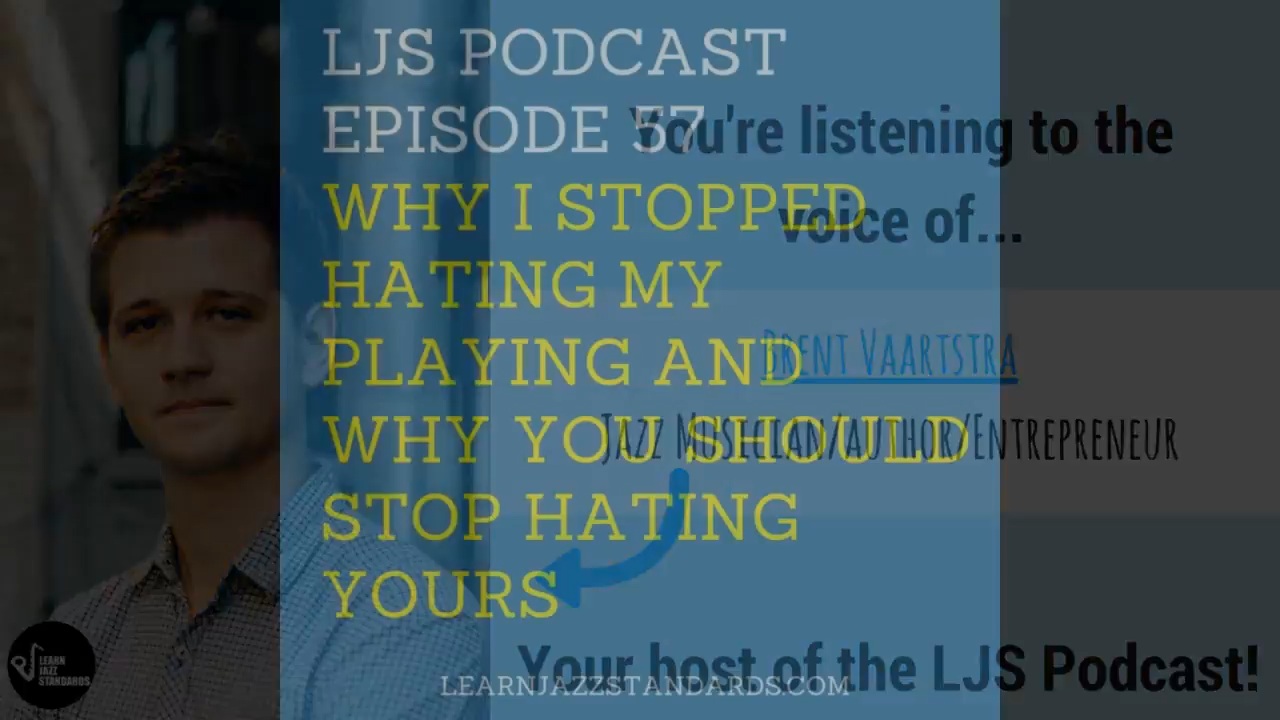 LJS PODCAST
EPISODE 57
WHY I STOPPED
HATING MY
PLAYING AND
WHY YOU SHOULD
STOP HATING
YOURS
LEARNJAZZSTANDARDS.COM
You're listening to the
voice of...
Brent Vaartstra
Jazz Musician/author/Entrepreneur
Your host of the LJS Podcast!
LEARN
JAZZ
STANDARDS